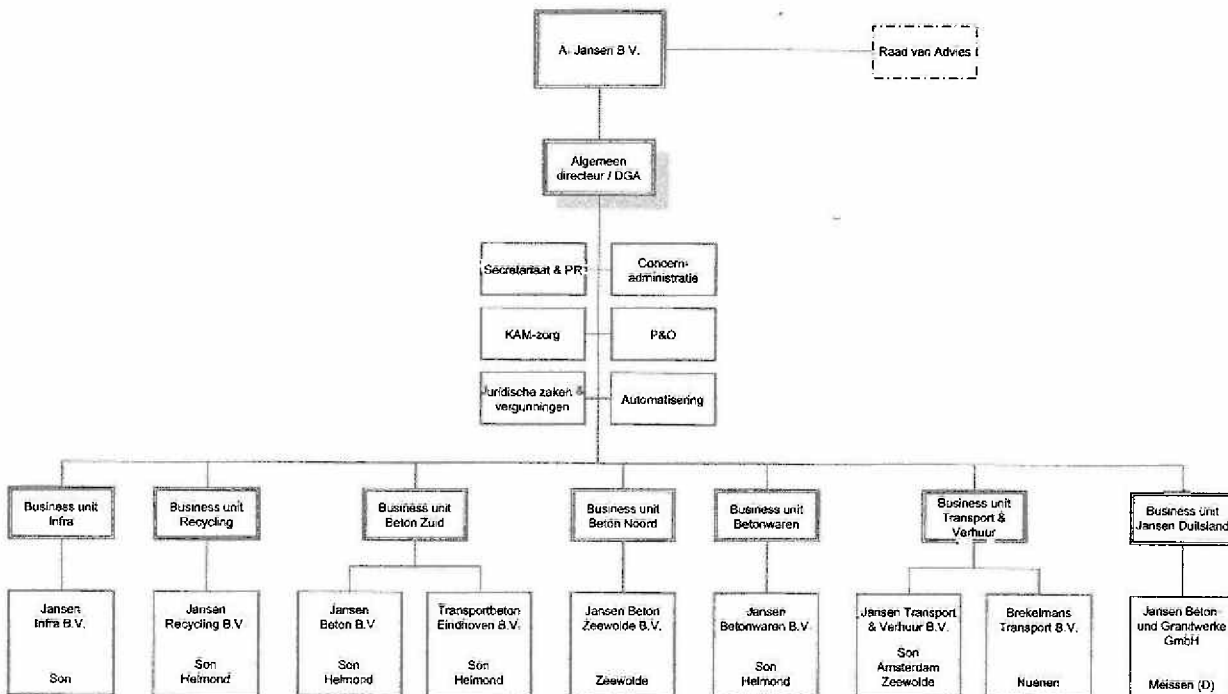 A. Jansen B.V.
Raad van Advies
Algemeen
directeur / DGA
Secretariaat & PR
Concern-
administratie
KAM-zorg
P&O
Juridische zaken &
vergunningen
Automatisering
Business unit
Infra
Business unit
Recycling
Business unit
Beton Zuid
Business unit
Beton Noord
Business unit
Betonwaren
Business unit
Transport &
Verhuur
Business unit
Jansen Duitsland
Jansen
Infra B.V.
Son
Jansen
Recycling B.V.
Son
Helmond
Jansen
Beton B.V
Son
Helmond
Transportbeton
Eindhoven B.V.
Son
Helmond
Jansen Beton
Zeewolde B.V.
Zeewolde
Jansen
Betonwaren B.V.
Son
Helmond
Jansen Transport
& Verhuur B.V.
Son
Amsterdam
Zeewolde
Brekelmans
Transport B.V.
Nuenen
Jansen Beton
und Granitwerke
GmbH
Meissen (D)